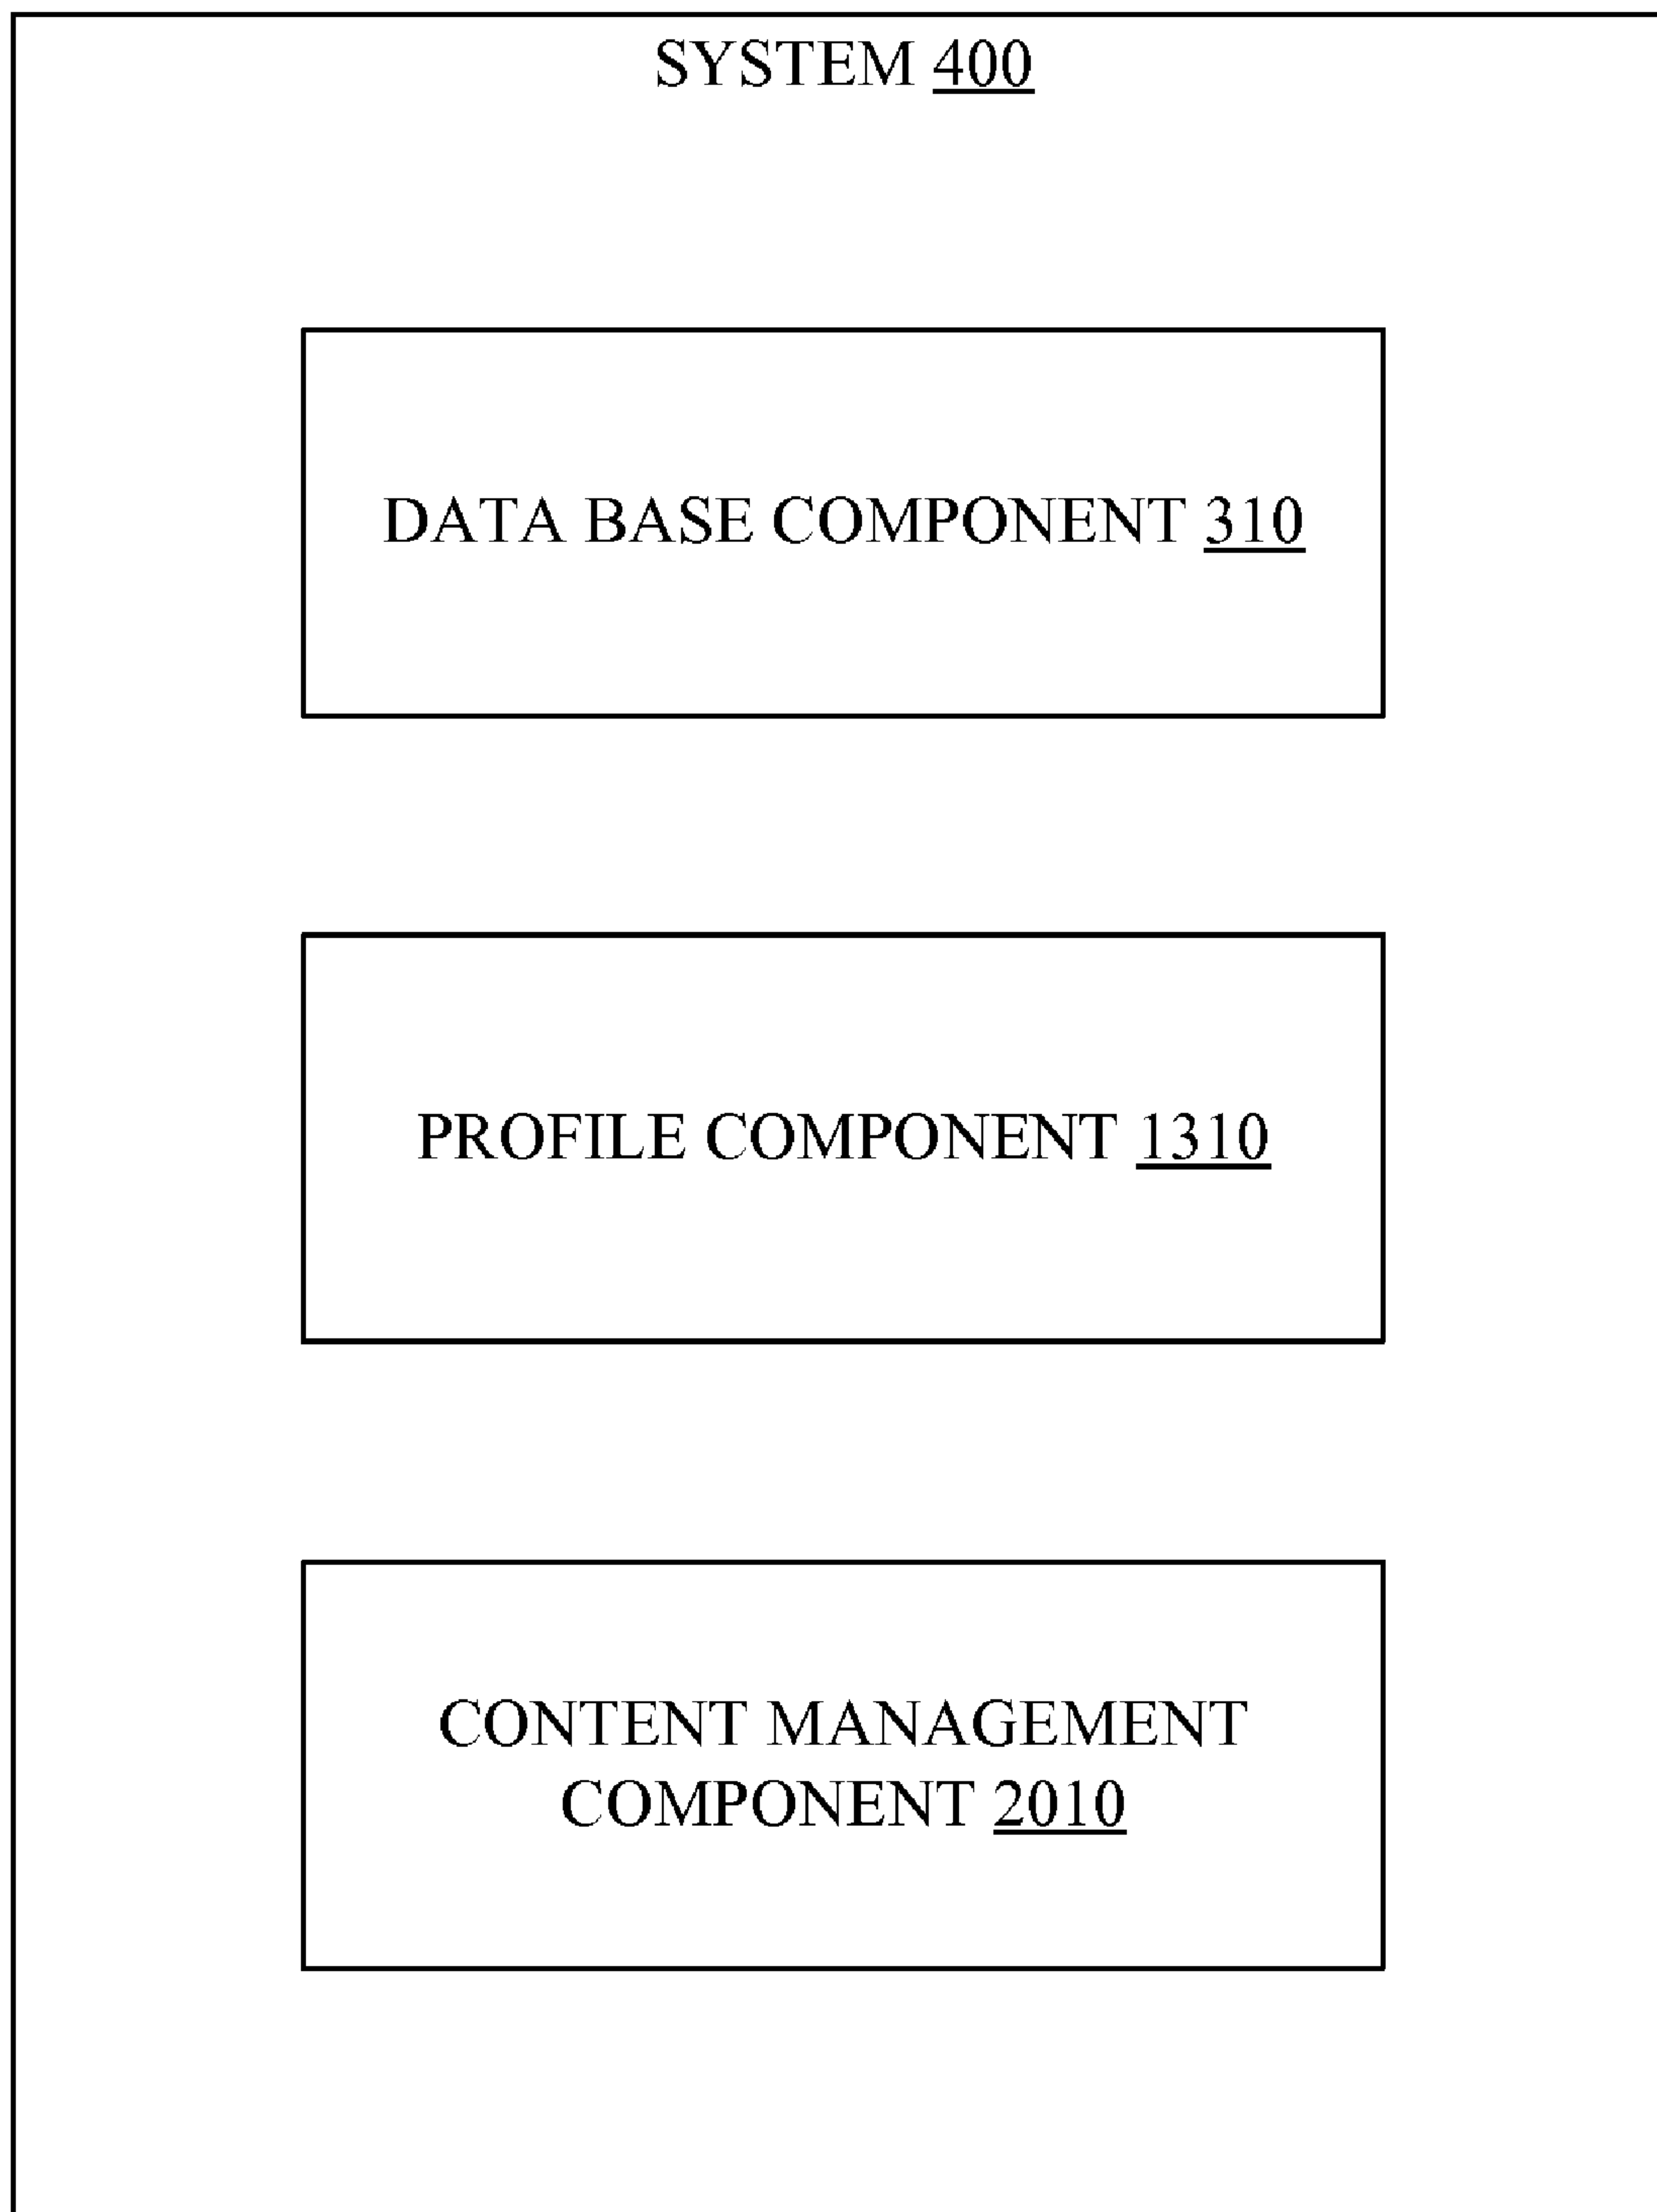 SYSTEM 400
DATA BASE COMPONENT 310
PROFILE COMPONENT 1310
CONTENT MANAGEMENT
COMPONENT 2010